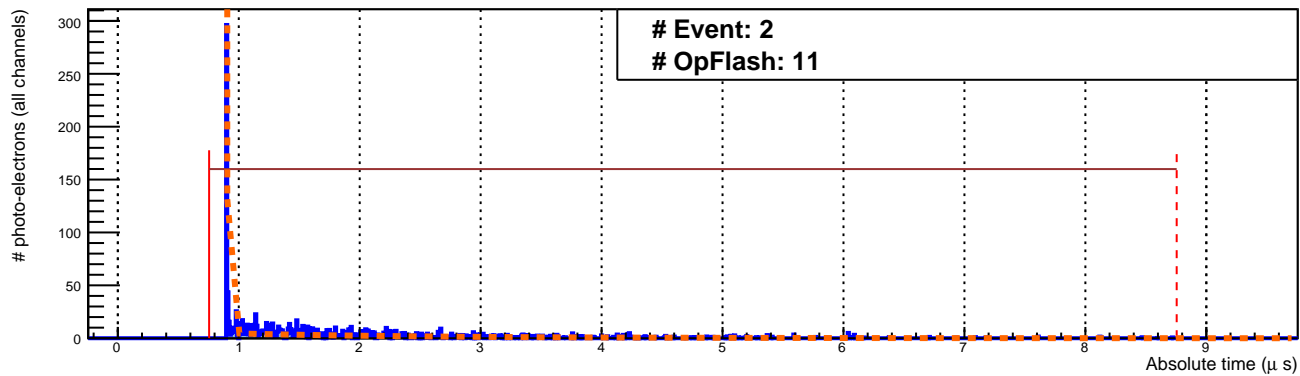 # Event: 2
# OpFlash: 11
# photo-electrons (all channels)
300
250
200
150
100
50
0
0 1 2 3 4 5 6 7 8 9
Absolute time (μ s)